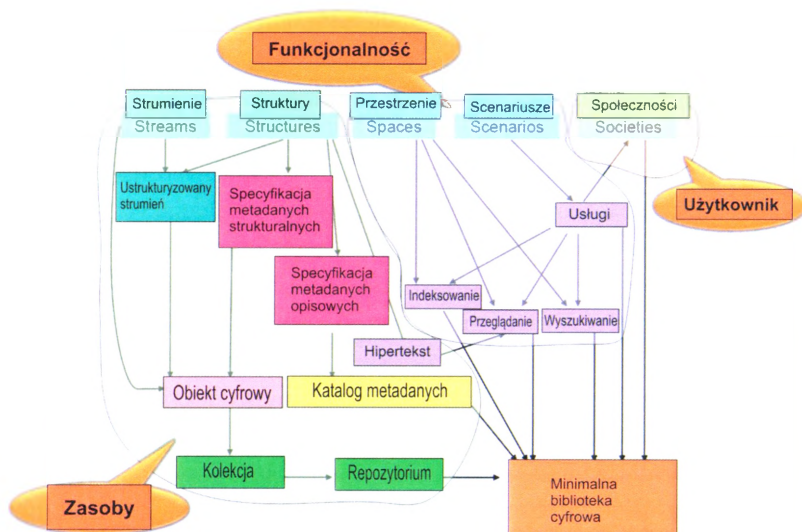 Funkcjonalność
Strumienie
Streams
Struktury
Structures
Przestrzenie
Spaces
Scenariusze
Scenarios
Społeczności
Societies
Ustrukturyzowany
strumień
Specyfikacja
metadanych
strukturalnych
Usługi
Użytkownik
Specyfikacja
metadanych
opisowych
Indeksowanie
Przeglądanie
Wyszukiwanie
Hipertekst
Obiekt cyfrowy
Katalog metadanych
Kolekcja
Repozytorium
Minimalna
biblioteka
cyfrowa
Zasoby